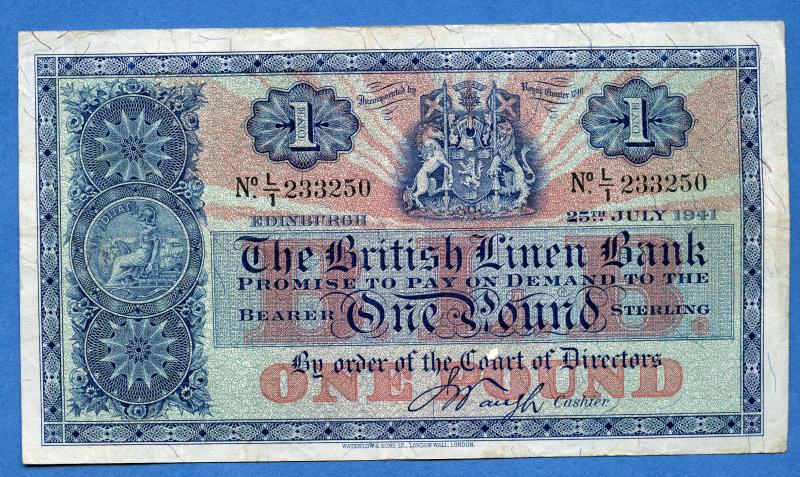 1 ONE
Incorporated by Royal Charter 1746
1 ONE
No. L/1 233250
No. L/1 233250
EDINBURGH
25TH JULY 1941
The British Linen Bank
PROMISE TO PAY ON DEMAND TO THE
BEARER One Pound STERLING
B.L.B.
By order of the Court of Directors
ONE POUND
Cashier.
WATERLOW & SONS LD., LONDON WALL, LONDON.